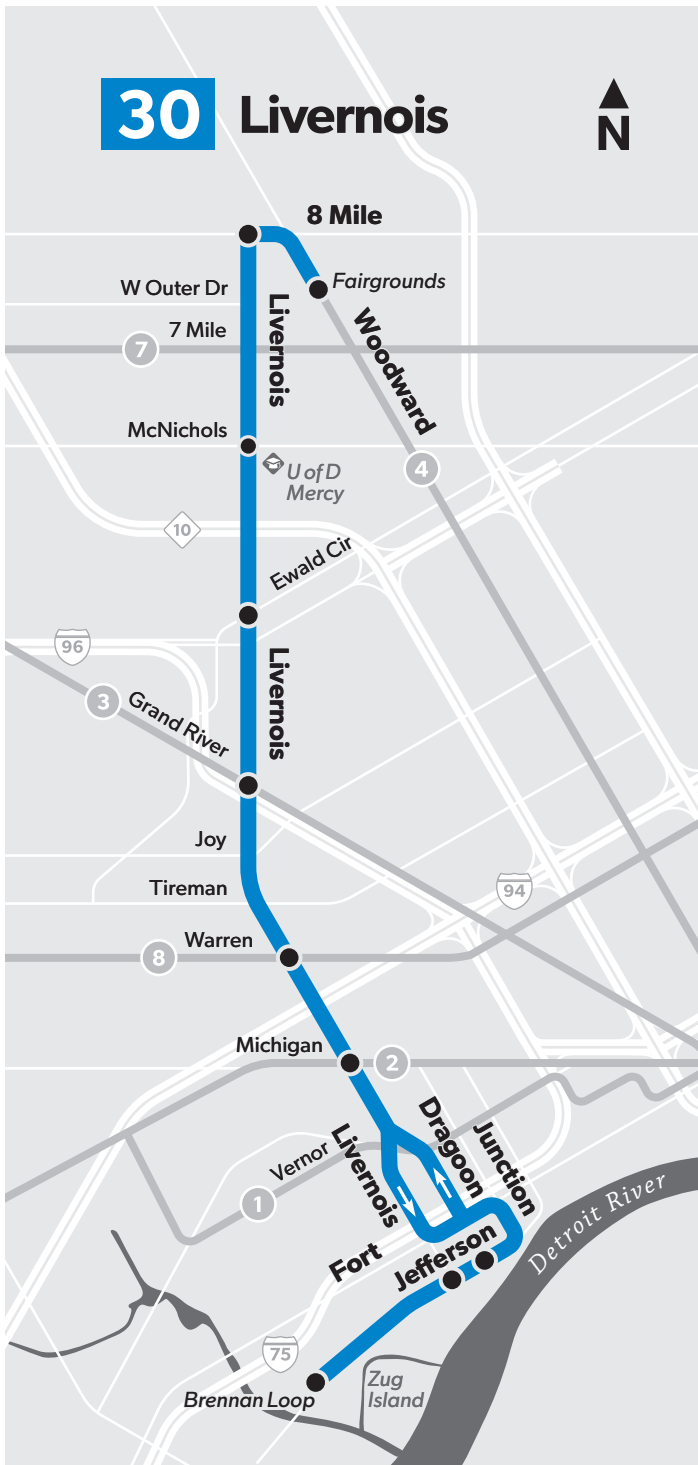 30 Livernois
N
8 Mile
Fairgrounds
W Outer Dr
Livernois
7 Mile
7
Woodward
McNichols
U of D
Mercy
4
10
Ewald Cir
96
Livernois
3
Grand River
Joy
Tireman
94
Warren
8
Michigan
2
Dragoon
Junction
Livernois
Vernor
1
Detroit River
Fort
Jefferson
75
Zug
Island
Brennan Loop